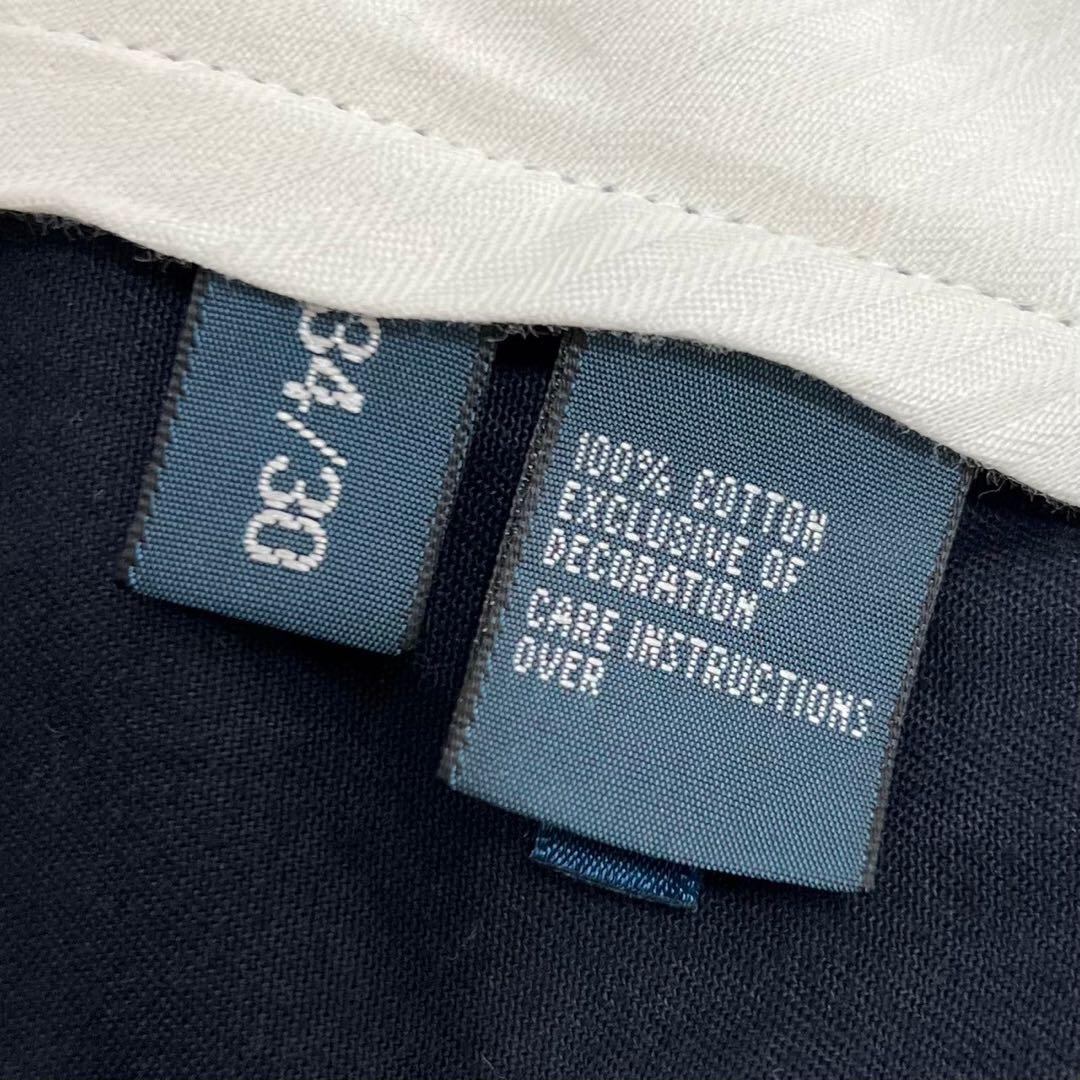 34/30
100% COTTON
EXCLUSIVE OF
DECORATION
CARE INSTRUCTIONS
OVER